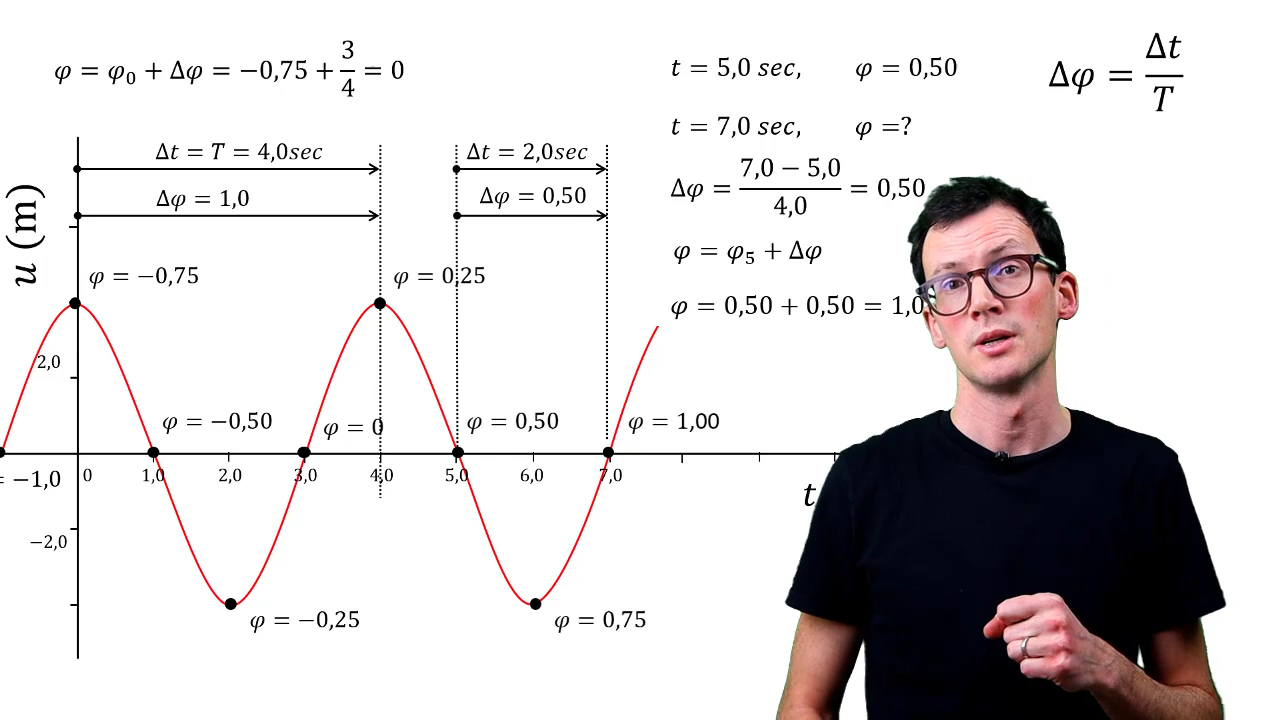 φ = φ₀ + Δφ = −0,75 + 3/4 = 0
t = 5,0 sec, φ = 0,50
Δφ = Δt/T
t = 7,0 sec, φ =?
Δt = T = 4,0sec
Δt = 2,0sec
Δφ = (7,0 − 5,0)/4,0 = 0,50
Δφ = 1,0
Δφ = 0,50
u (m)
φ = φ₅ + Δφ
φ = −0,75
φ = 0,25
φ = 0,50 + 0,50 = 1,0
2,0
φ = −0,50
φ = 0
φ = 0,50
φ = 1,00
= −1,0
0 1,0 2,0 3,0 4,0 5,0 6,0 7,0
t
−2,0
φ = −0,25
φ = 0,75